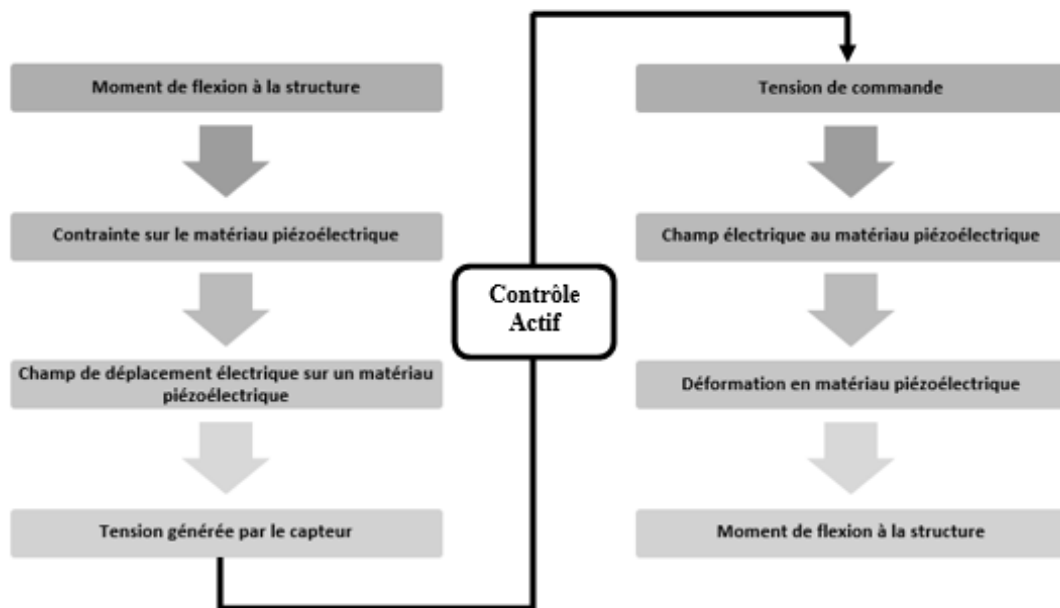 Moment de flexion à la structure
Contrainte sur le matériau piézoélectrique
Champ de déplacement électrique sur un matériau
piézoélectrique
Tension générée par le capteur
Contrôle
Actif
Tension de commande
Champ électrique au matériau piézoélectrique
Déformation en matériau piézoélectrique
Moment de flexion à la structure